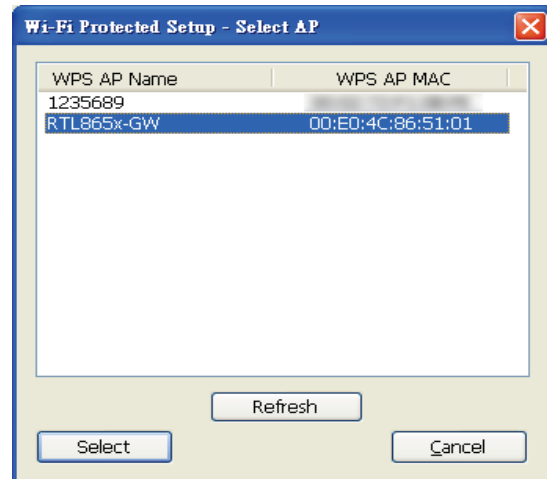 Wi-Fi Protected Setup - Select AP
WPS AP Name WPS AP MAC
1235689
RTL865x-GW 00:E0:4C:86:51:01
Refresh
Select Cancel